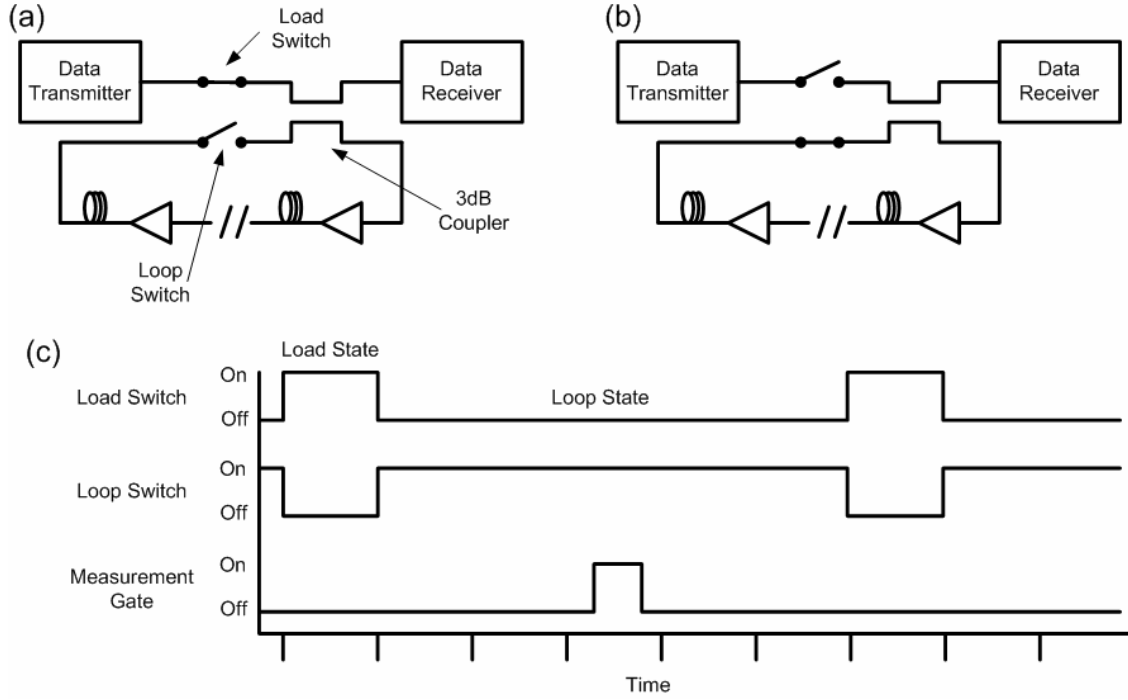 (a)
Load
Switch
Data
Transmitter
Data
Receiver
3dB
Coupler
Loop
Switch
(b)
Data
Transmitter
Data
Receiver
(c)
Load State
Load Switch
On
Off
Loop State
Loop Switch
On
Off
Measurement
Gate
On
Off
Time